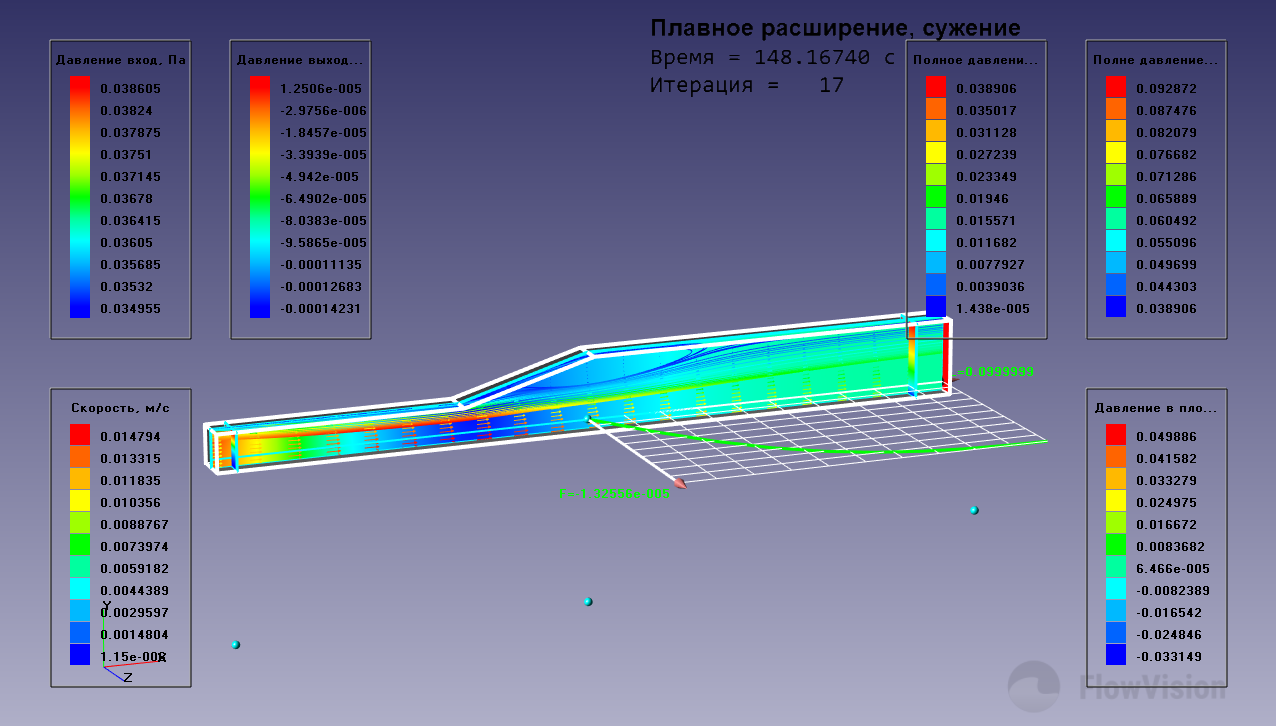 Плавное расширение, сужение
Время = 148.16740 с
Итерация = 17
Давление вход, Па
0.038605
0.03824
0.037875
0.03751
0.037145
0.03678
0.036415
0.03605
0.035685
0.03532
0.034955
Давление выход...
1.2506e-005
-2.9756e-006
-1.8457e-005
-3.3939e-005
-4.942e-005
-6.4902e-005
-8.0383e-005
-9.5865e-005
-0.00011135
-0.00012683
-0.00014231
Полное давлени...
0.038906
0.035017
0.031128
0.027239
0.023349
0.01946
0.015571
0.011682
0.0077927
0.0039036
1.438e-005
Полне давление...
0.092872
0.087476
0.082079
0.076682
0.071286
0.065889
0.060492
0.055096
0.049699
0.044303
0.038906
=0.0999999
Скорость, м/с
0.014794
0.013315
0.011835
0.010356
0.0088767
0.0073974
0.0059182
0.0044389
0.0029597
0.0014804
Y
X
Z
Давление в пло...
0.049886
0.041582
0.033279
0.024975
0.016672
0.0083682
6.466e-005
-0.0082389
-0.016542
-0.024846
-0.033149
FlowVision